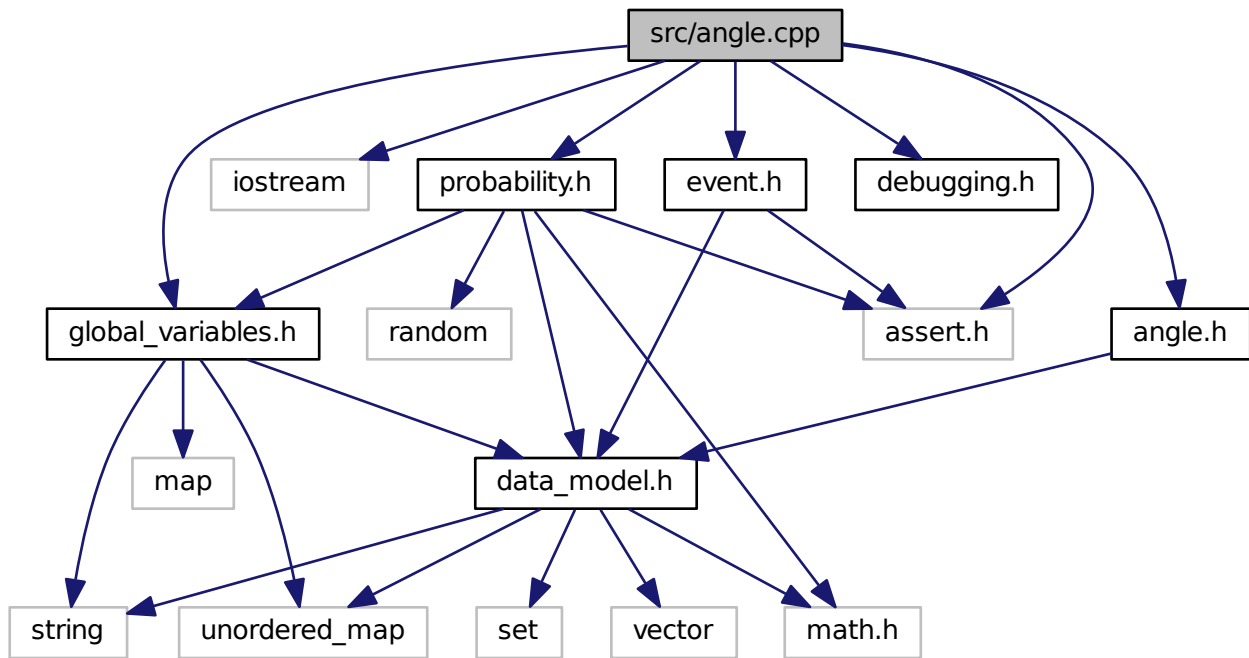 src/angle.cpp
iostream
probability.h
event.h
debugging.h
global_variables.h
random
assert.h
angle.h
map
data_model.h
string
unordered_map
set
vector
math.h